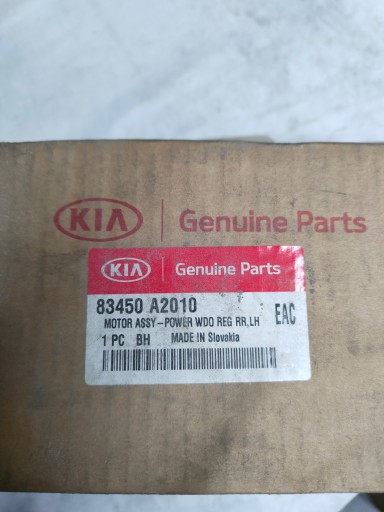 KIA Genuine Parts
KIA Genuine Parts
83450 A2010
MOTOR ASSY-POWER WDO REG RR,LH
EAC
1 PC BH MADE IN Slovakia